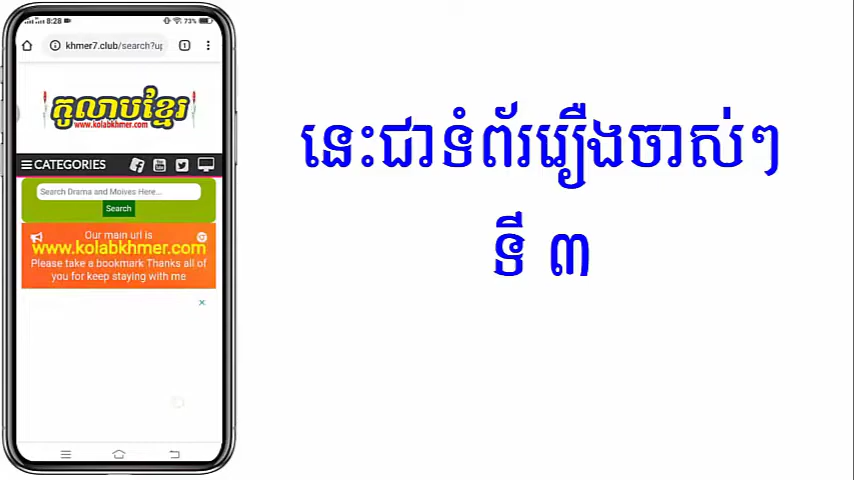 8:28
73%
khmer7.club/search?up
1
កូលាបខ្មែរ
www.kolabkhmer.com
CATEGORIES
Search Drama and Moives Here...
Search
Our main url is
www.kolabkhmer.com
Please take a bookmark Thanks all of
you for keep staying with me
នេះជាទំព័ររឿងចាស់ៗ
ទី ៣